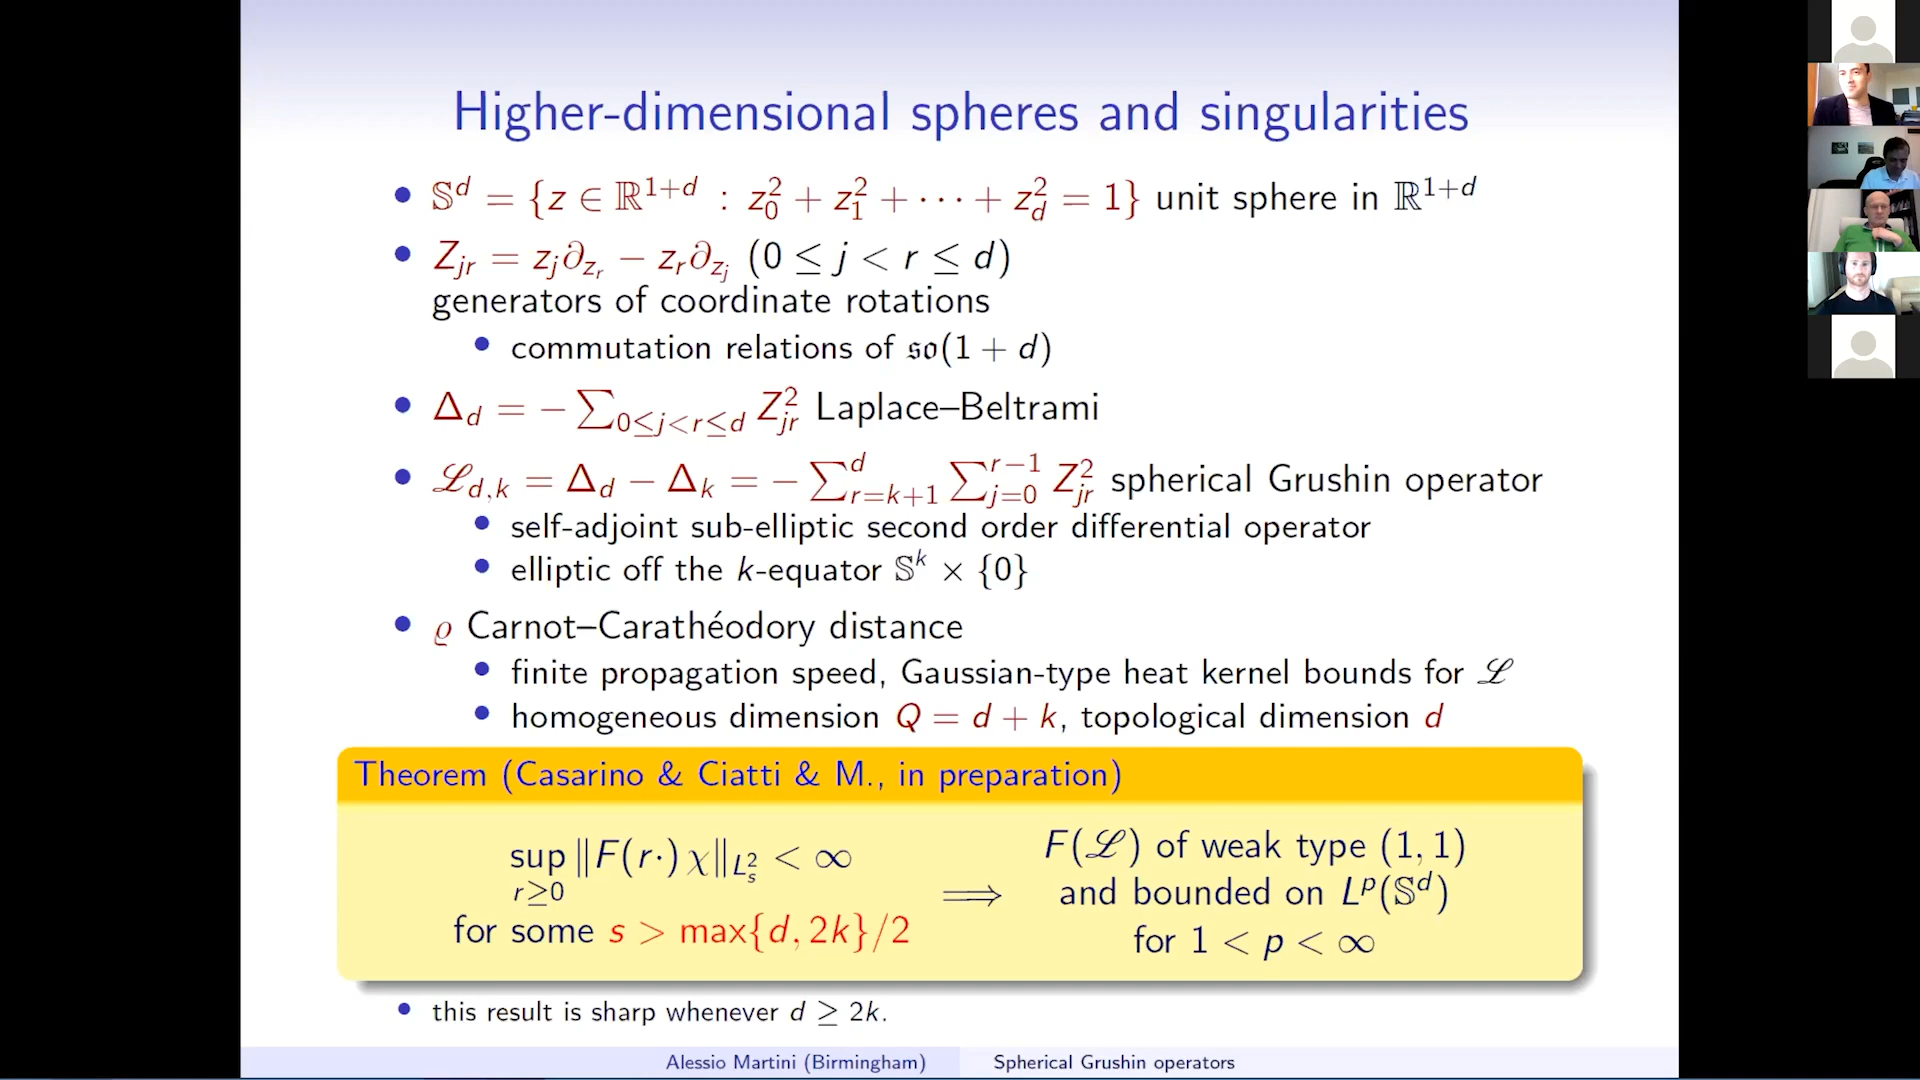 Higher-dimensional spheres and singularities
• 𝕊^d = {z ∈ ℝ^{1+d} : z_0^2 + z_1^2 + ⋯ + z_d^2 = 1} unit sphere in ℝ^{1+d}
• Z_{jr} = z_j∂_{z_r} − z_r∂_{z_j} (0 ≤ j < r ≤ d)
generators of coordinate rotations
• commutation relations of 𝔰𝔬(1 + d)
• Δ_d = −∑_{0≤j<r≤d} Z_{jr}^2 Laplace–Beltrami
• ℒ_{d,k} = Δ_d − Δ_k = −∑_{r=k+1}^{d} ∑_{j=0}^{r−1} Z_{jr}^2 spherical Grushin operator
• self-adjoint sub-elliptic second order differential operator
• elliptic off the k-equator 𝕊^k × {0}
• ϱ Carnot–Carathéodory distance
• finite propagation speed, Gaussian-type heat kernel bounds for ℒ
• homogeneous dimension Q = d + k, topological dimension d
Theorem (Casarino & Ciatti & M., in preparation)
sup_{r≥0} ‖F(r·) χ‖_{L_s^2} < ∞
for some s > max{d, 2k}/2
⟹
F(ℒ) of weak type (1, 1)
and bounded on L^p(𝕊^d)
for 1 < p < ∞
• this result is sharp whenever d ≥ 2k.
Alessio Martini (Birmingham) Spherical Grushin operators